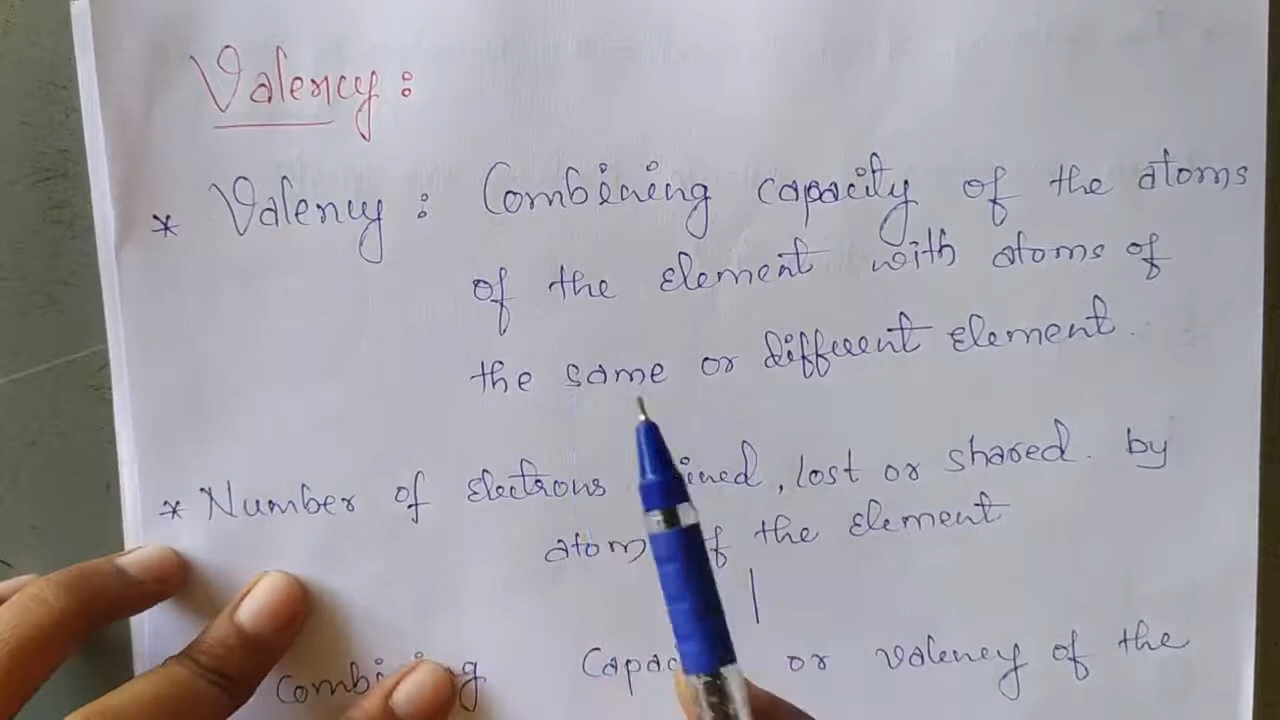 Valency :
* Valency : Combining capacity of the atoms
of the element with atoms of
the same or different element.
* Number of electrons ined, lost or shared. by
atom f the element
Combi g Capac or valency of the